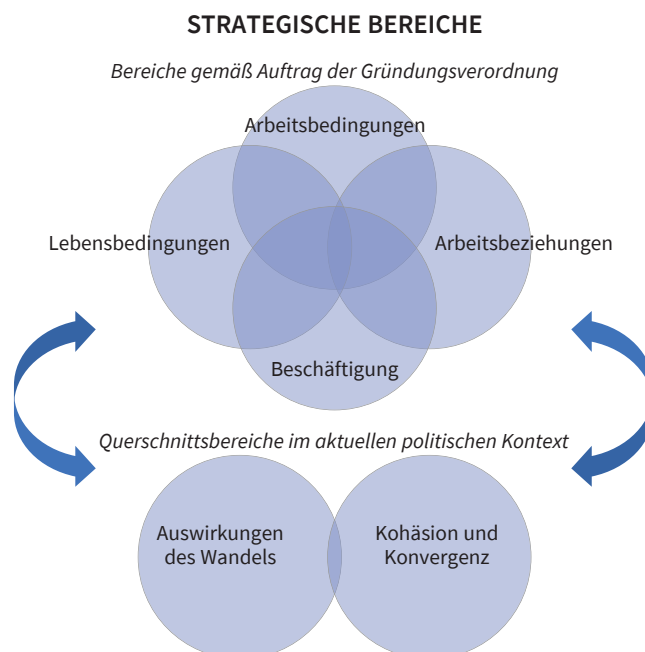 STRATEGISCHE BEREICHE
Bereiche gemäß Auftrag der Gründungsverordnung
Arbeitsbedingungen
Lebensbedingungen
Arbeitsbeziehungen
Beschäftigung
Querschnittsbereiche im aktuellen politischen Kontext
Auswirkungen
des Wandels
Kohäsion und
Konvergenz